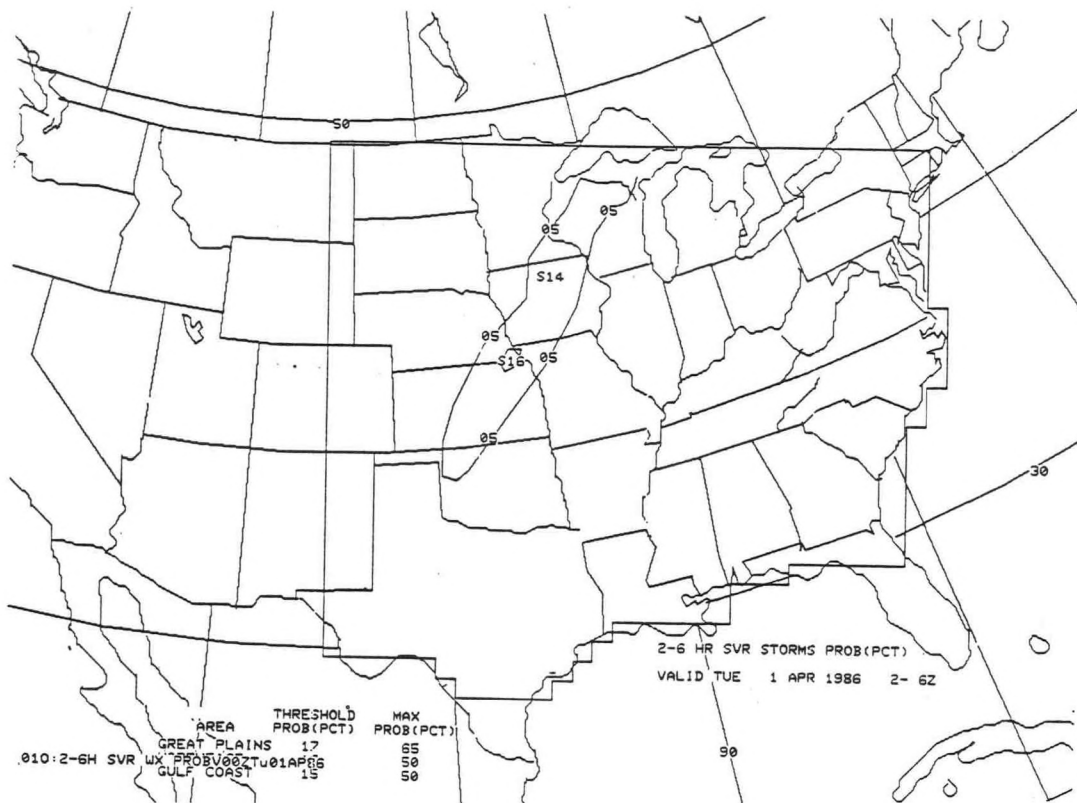 50
05
05
S14
05
S16
05
05
30
2-6 HR SVR STORMS PROB(PCT)
VALID TUE 1 APR 1986 2- 6Z
THRESHOLD MAX
AREA PROB(PCT) PROB(PCT)
GREAT PLAINS 17 65
010:2-6H SVR WX PROBV00ZTu01AP86 50
GULF COAST 15 50
90